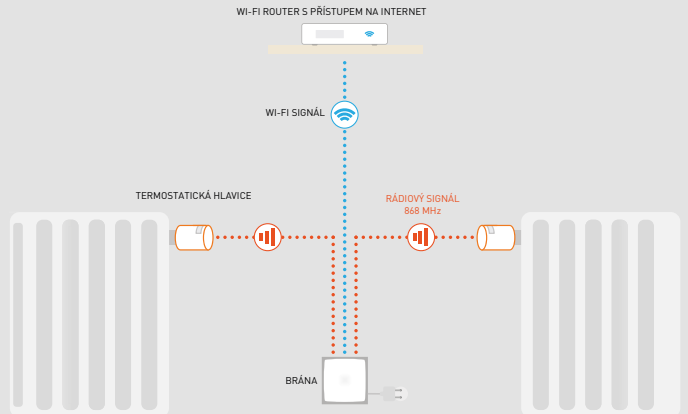 WI-FI ROUTER S PŘÍSTUPEM NA INTERNET
WI-FI SIGNÁL
TERMOSTATICKÁ HLAVICE
RÁDIOVÝ SIGNÁL
868 MHz
BRÁNA